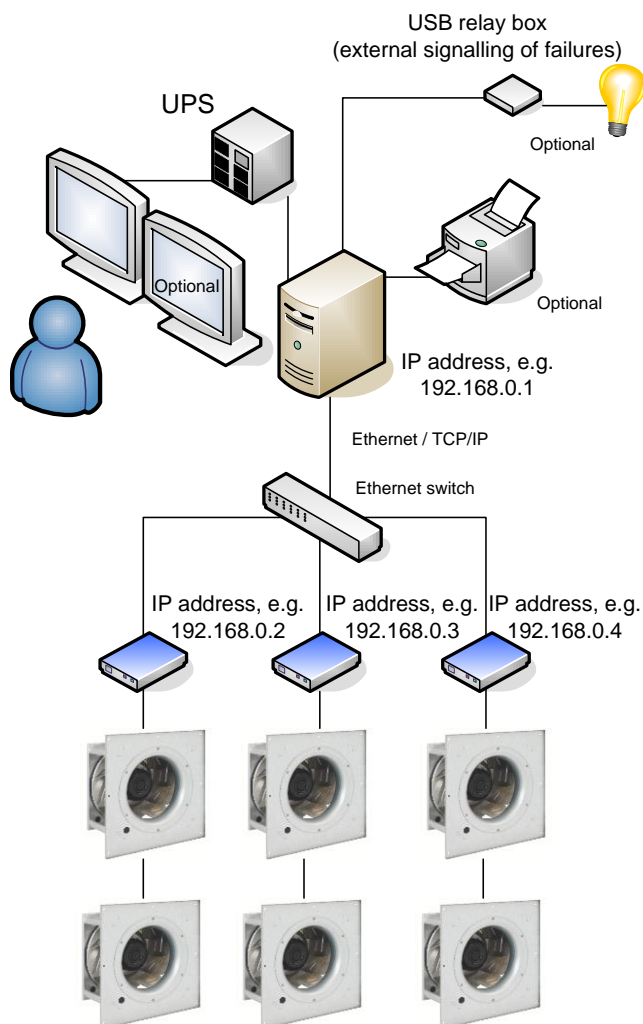 USB relay box
(external signalling of failures)
UPS
Optional
Optional
Optional
IP address, e.g.
192.168.0.1
Ethernet / TCP/IP
Ethernet switch
IP address, e.g.
192.168.0.2
IP address, e.g.
192.168.0.3
IP address, e.g.
192.168.0.4